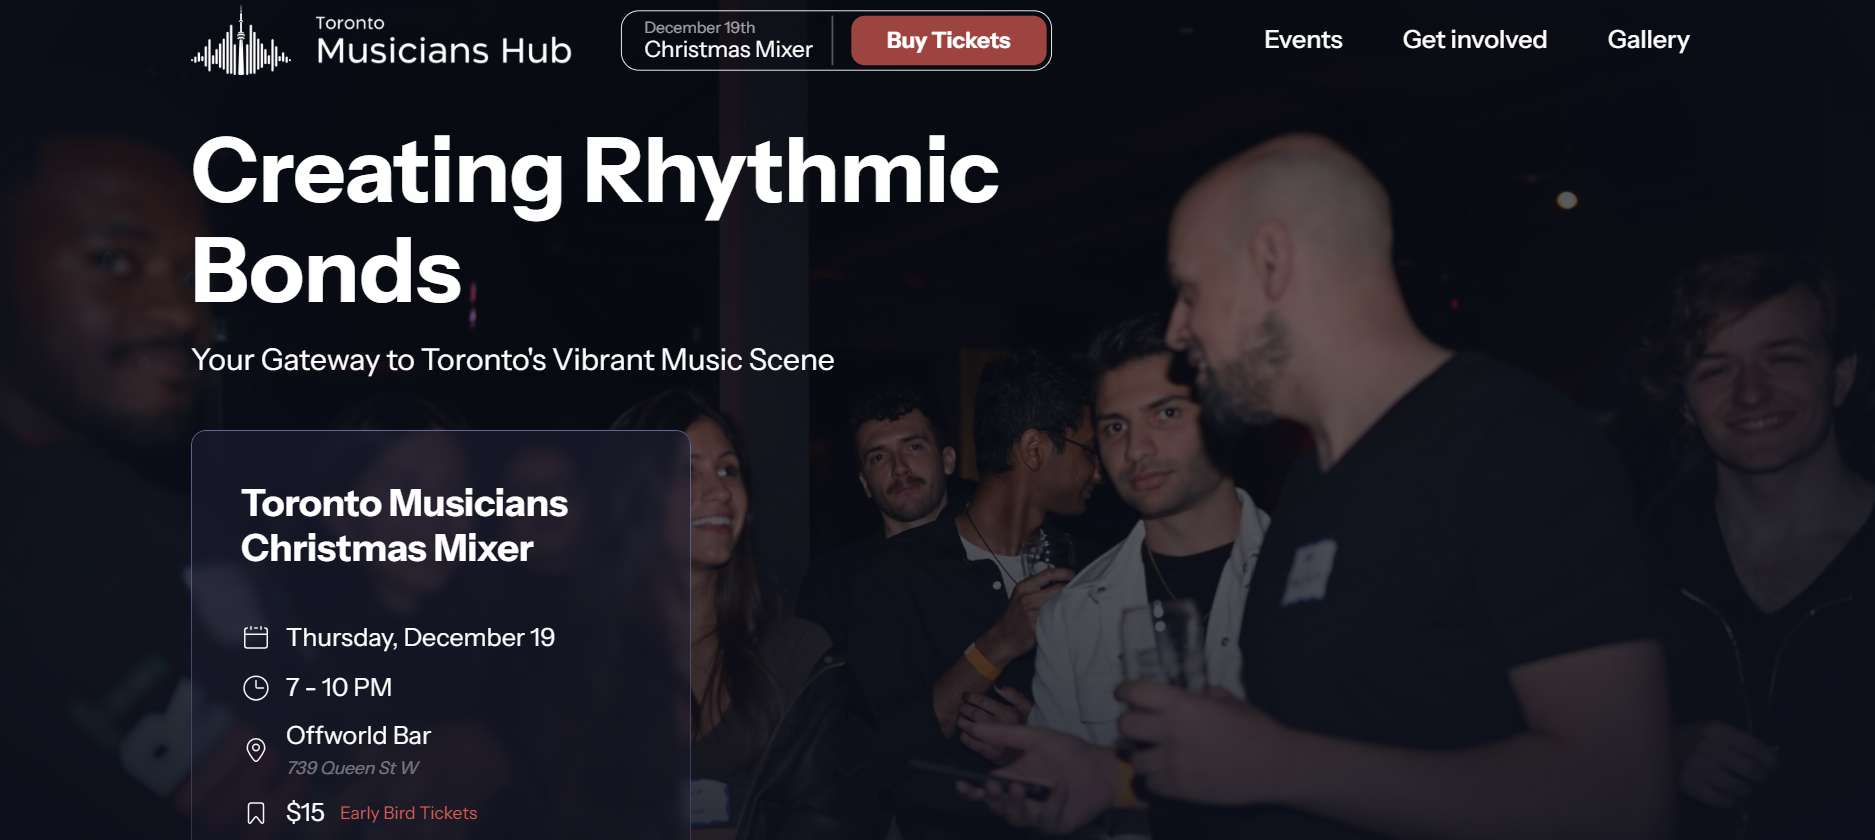 Toronto
Musicians Hub
December 19th
Christmas Mixer
Buy Tickets
Events
Get involved
Gallery
Creating Rhythmic
Bonds
Your Gateway to Toronto's Vibrant Music Scene
Toronto Musicians
Christmas Mixer
Thursday, December 19
7 - 10 PM
Offworld Bar
739 Queen St W
$15 Early Bird Tickets